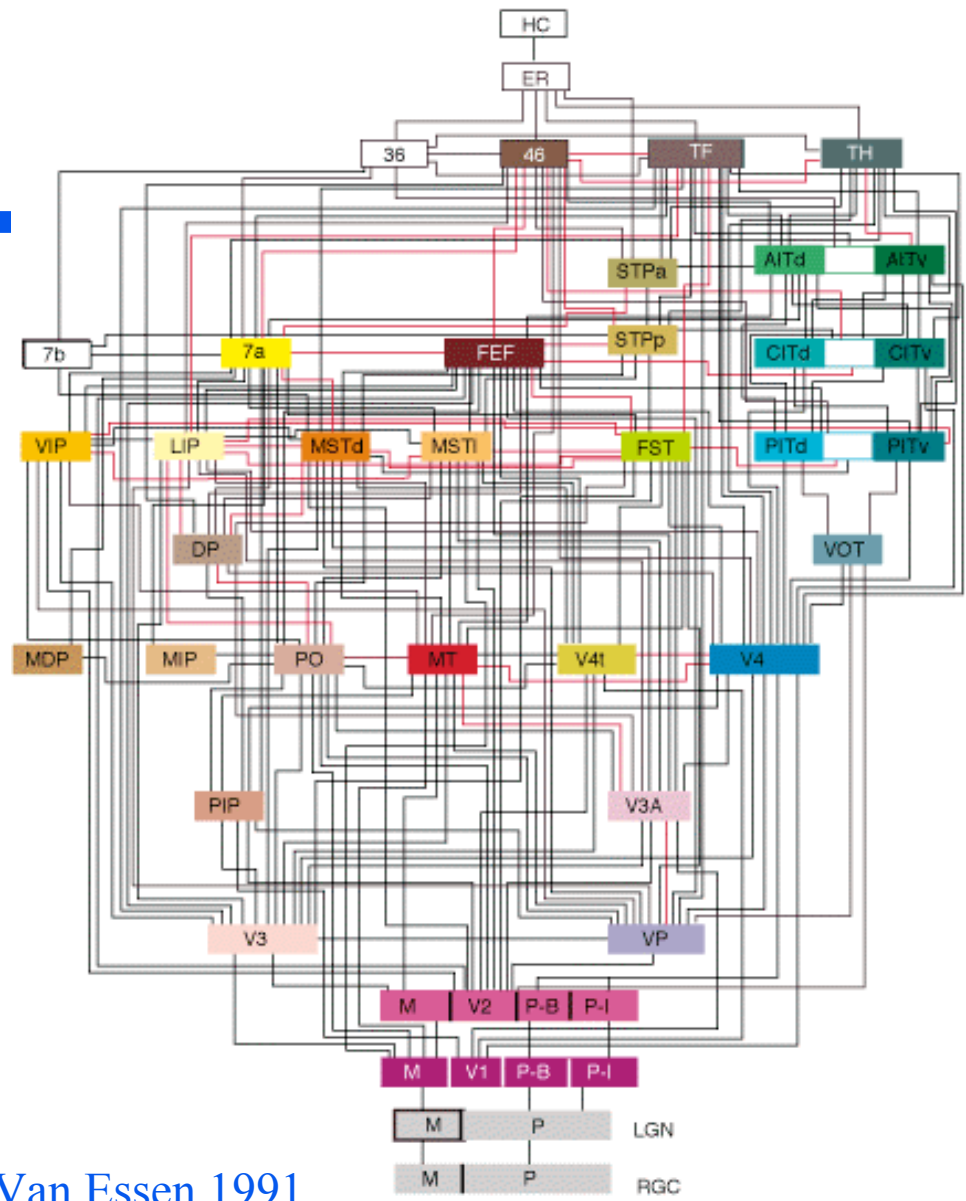 HC
ER
36 46 TF TH
STPa AITd AITv
STPp
7b 7a FEF CITd CITv
VIP LIP MSTd MSTl FST PITd PITv
DP VOT
MDP MIP PO MT V4t V4
PIP V3A
V3 VP
M V2 P-B P-I
M V1 P-B P-I
M P LGN
M P RGC
Van Essen 1991